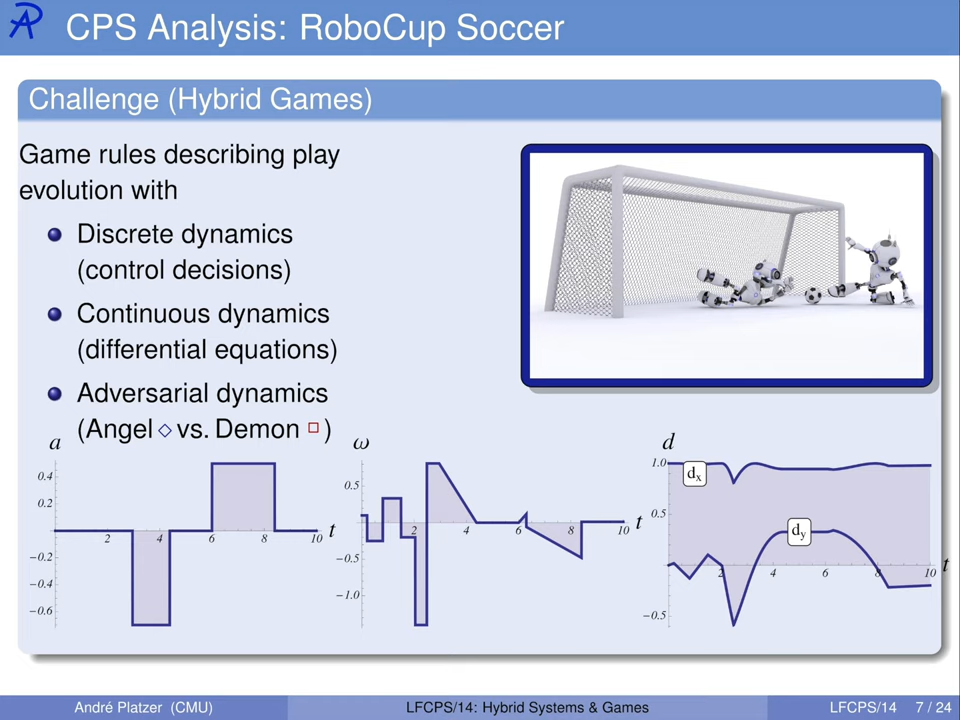 CPS Analysis: RoboCup Soccer
Challenge (Hybrid Games)
Game rules describing play
evolution with
Discrete dynamics
(control decisions)
Continuous dynamics
(differential equations)
Adversarial dynamics
(Angel ◇ vs. Demon □ )
a
0.4
0.2
2 4 6 8 10 t
−0.2
−0.4
−0.6
ω
0.5
2 4 6 8 10 t
−0.5
−1.0
d
1.0
dx
0.5
dy
2 4 6 8 10 t
−0.5
André Platzer (CMU) LFCPS/14: Hybrid Systems & Games LFCPS/14 7 / 24